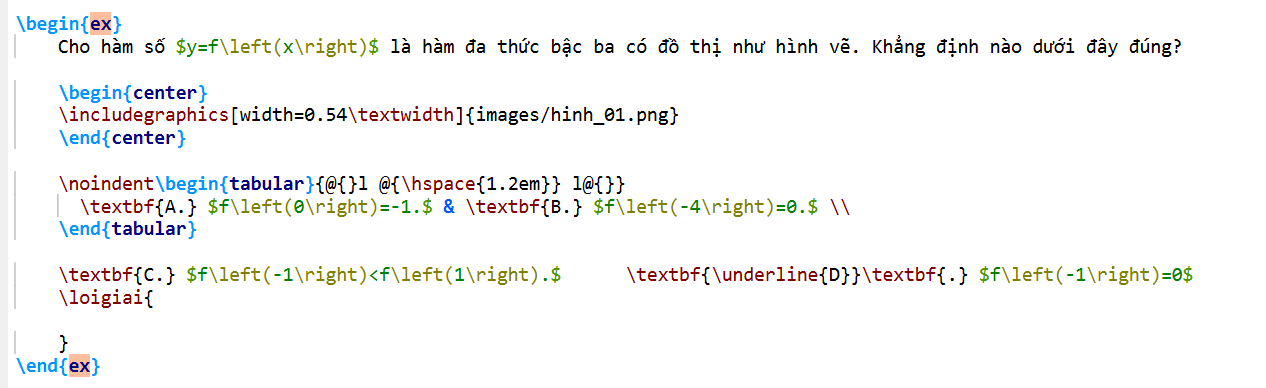 \begin{ex}
Cho hàm số $y=f\left(x\right)$ là hàm đa thức bậc ba có đồ thị như hình vẽ. Khẳng định nào dưới đây đúng?
\begin{center}
\includegraphics[width=0.54\textwidth]{images/hinh_01.png}
\end{center}
\noindent\begin{tabular}{@{}l @{\hspace{1.2em}} l@{}}
\textbf{A.} $f\left(0\right)=-1.$ & \textbf{B.} $f\left(-4\right)=0.$ \\
\end{tabular}
\textbf{C.} $f\left(-1\right)<f\left(1\right).$ \textbf{\underline{D}}\textbf{.} $f\left(-1\right)=0$
\loigiai{
}
\end{ex}